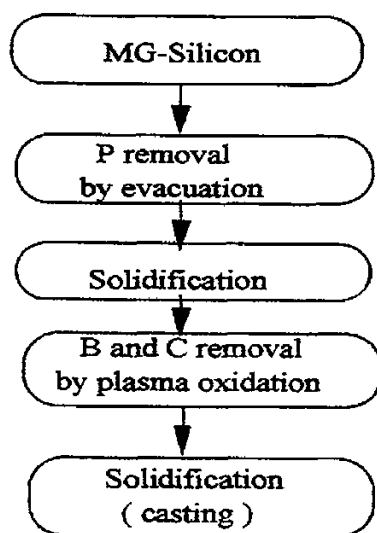 MG-Silicon
P removal
by evacuation
Solidification
B and C removal
by plasma oxidation
Solidification
( casting )